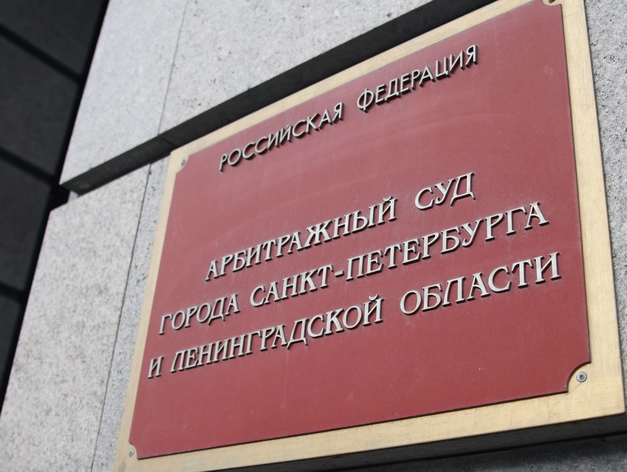 РОССИЙСКАЯ ФЕДЕРАЦИЯ
АРБИТРАЖНЫЙ СУД
ГОРОДА САНКТ-ПЕТЕРБУРГА
И ЛЕНИНГРАДСКОЙ ОБЛАСТИ